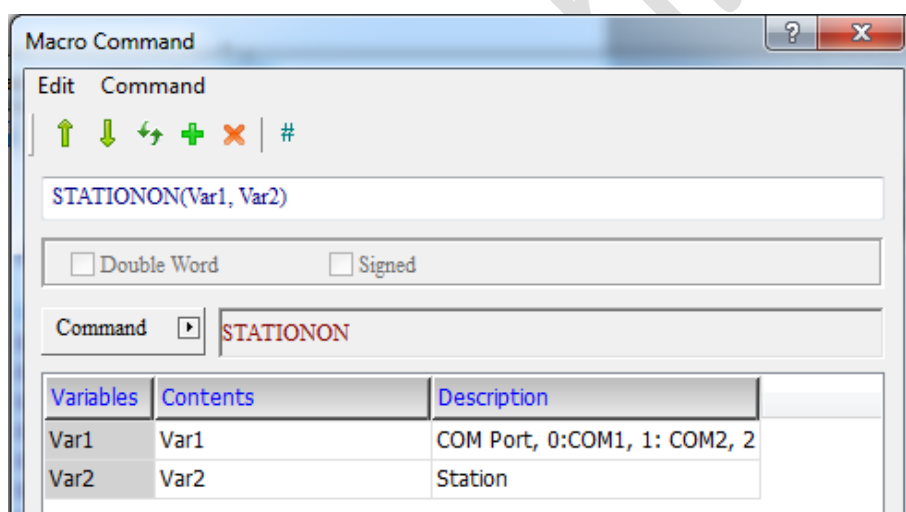 Macro Command
?
Edit Command
#
STATIONON(Var1, Var2)
Double Word Signed
Command STATIONON
Variables Contents Description
Var1 Var1 COM Port, 0:COM1, 1: COM2, 2
Var2 Var2 Station